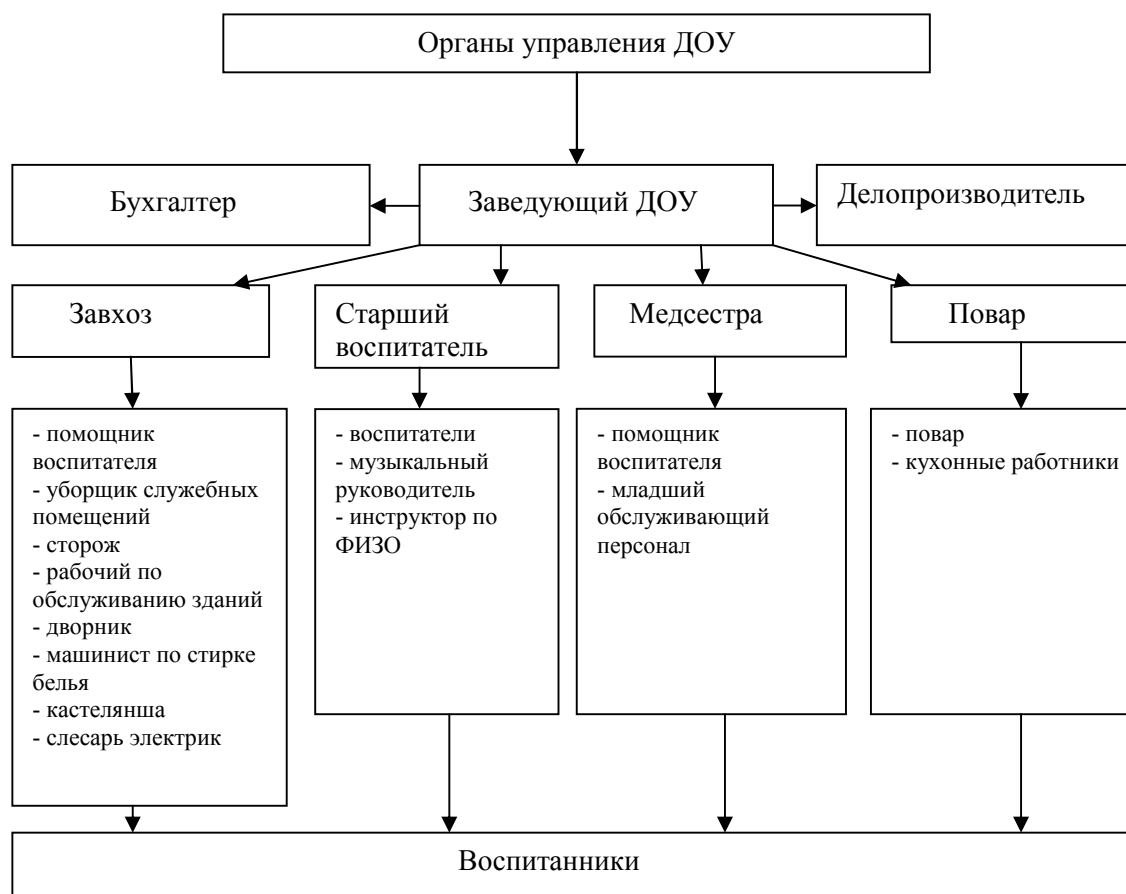 Органы управления ДОУ
Бухгалтер
Заведующий ДОУ
Делопроизводитель
Завхоз
Старший
воспитатель
Медсестра
Повар
- помощник
воспитателя
- уборщик служебных
помещений
- сторож
- рабочий по
обслуживанию зданий
- дворник
- машинист по стирке
белья
- кастелянша
- слесарь электрик
- воспитатели
- музыкальный
руководитель
- инструктор по
ФИЗО
- помощник
воспитателя
- младший
обслуживающий
персонал
- повар
- кухонные работники
Воспитанники